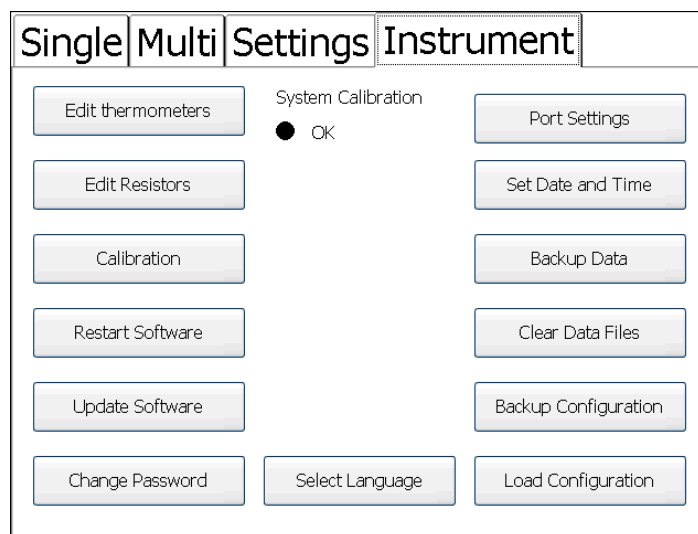 Single Multi Settings Instrument
Edit thermometers
System Calibration
OK
Port Settings
Edit Resistors
Set Date and Time
Calibration
Backup Data
Restart Software
Clear Data Files
Update Software
Backup Configuration
Change Password
Select Language
Load Configuration